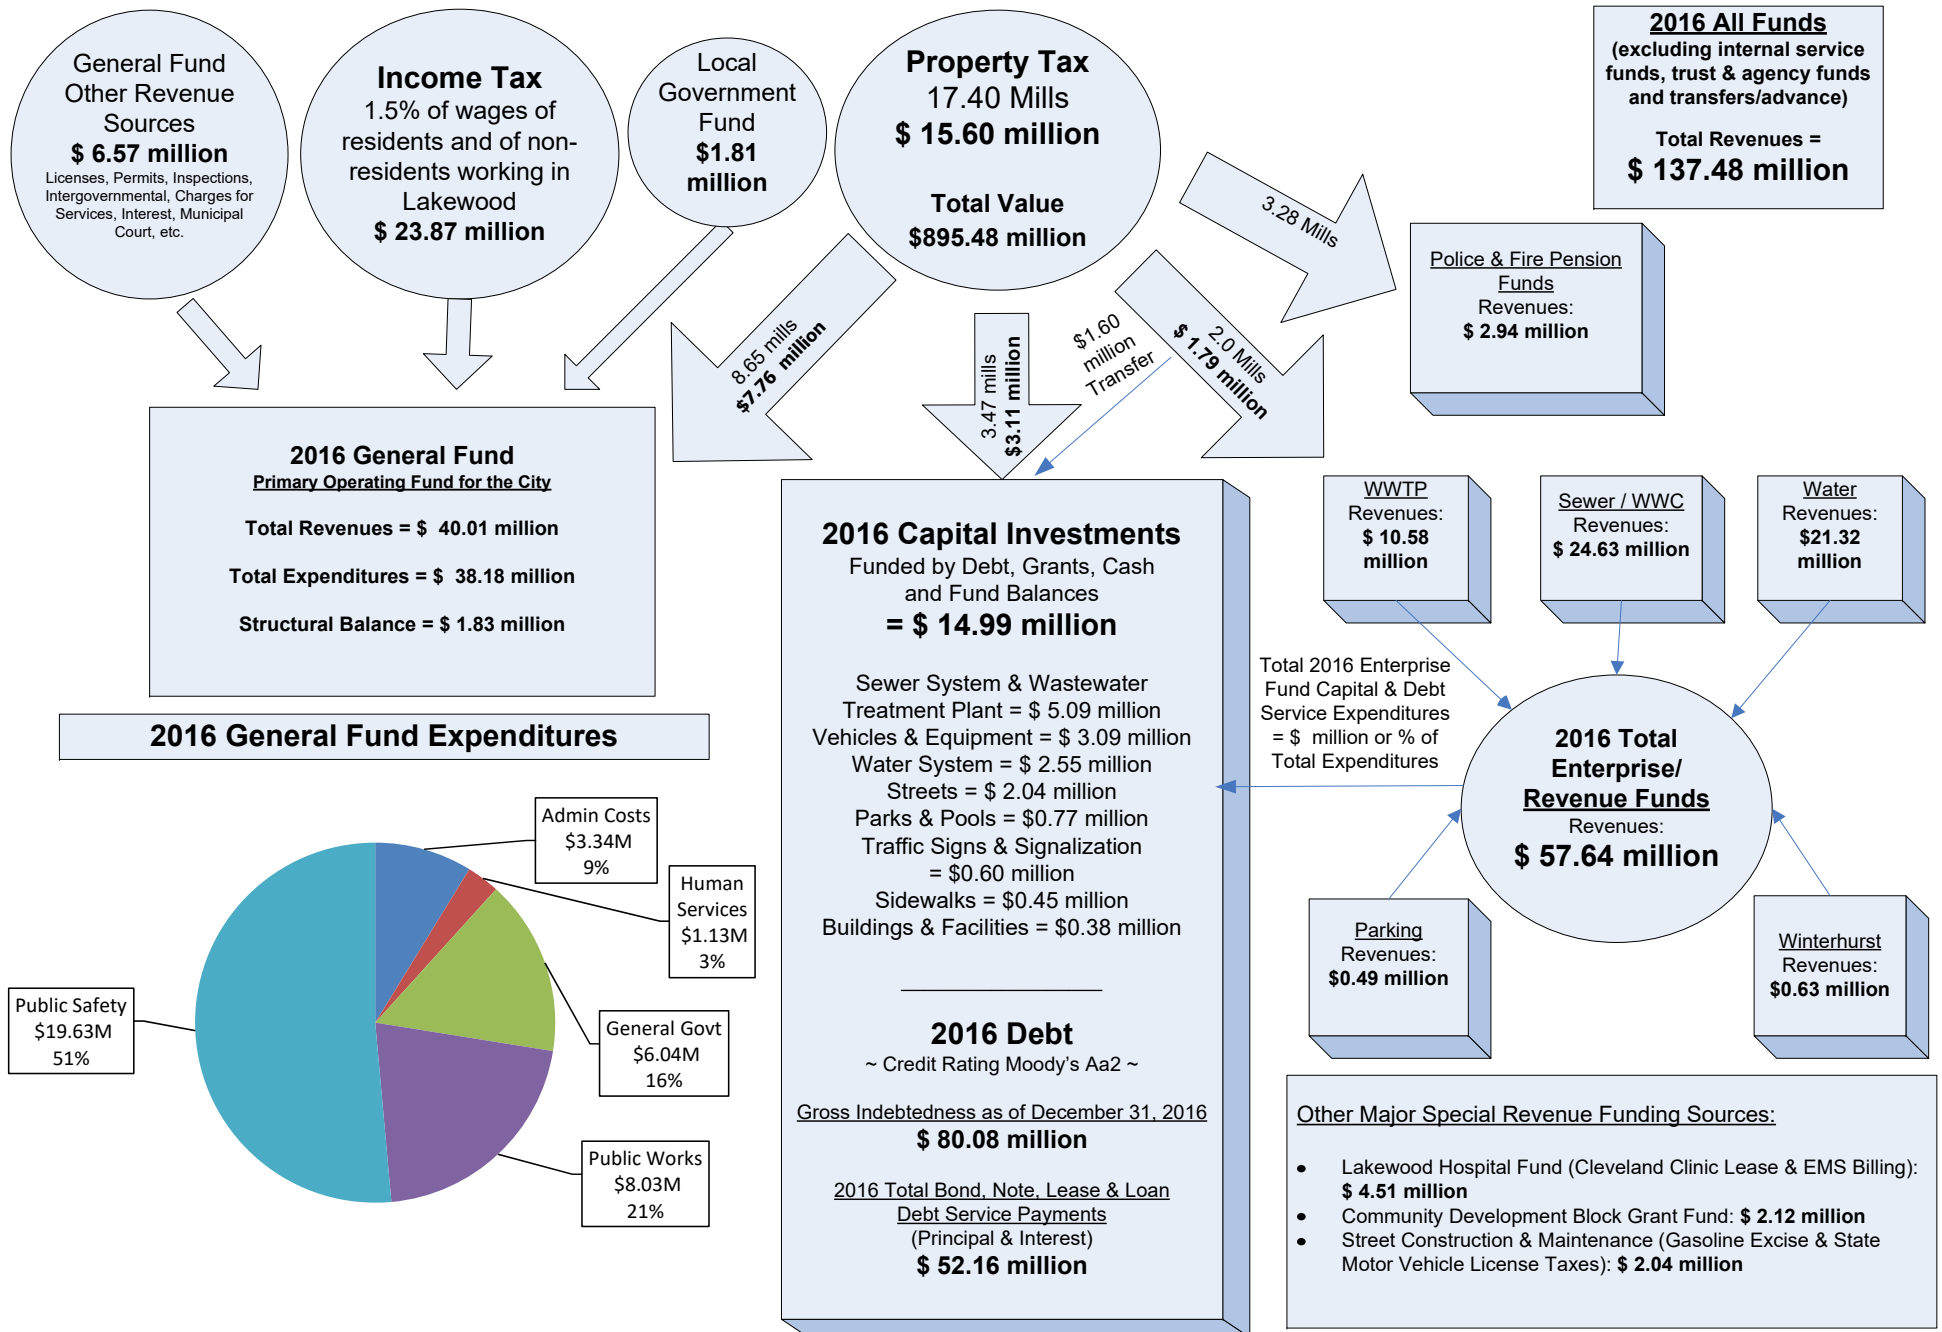 General Fund
Other Revenue
Sources
$ 6.57 million
Licenses, Permits, Inspections,
Intergovernmental, Charges for
Services, Interest, Municipal
Court, etc.
Income Tax
1.5% of wages of
residents and of non-
residents working in
Lakewood
$ 23.87 million
Local
Government
Fund
$1.81
million
Property Tax
17.40 Mills
$ 15.60 million
Total Value
$895.48 million
2016 All Funds
(excluding internal service
funds, trust & agency funds
and transfers/advance)
Total Revenues =
$ 137.48 million
3.28 Mills
Police & Fire Pension
Funds
Revenues:
$ 2.94 million
8.65 mills
$7.76 million
3.47 mills
$3.11 million
$1.60
million
Transfer
2.0 Mills
$ 1.79 million
2016 General Fund
Primary Operating Fund for the City
Total Revenues = $ 40.01 million
Total Expenditures = $ 38.18 million
Structural Balance = $ 1.83 million
2016 General Fund Expenditures
Admin Costs
$3.34M
9%
Human
Services
$1.13M
3%
General Govt
$6.04M
16%
Public Works
$8.03M
21%
Public Safety
$19.63M
51%
2016 Capital Investments
Funded by Debt, Grants, Cash
and Fund Balances
= $ 14.99 million
Sewer System & Wastewater
Treatment Plant = $ 5.09 million
Vehicles & Equipment = $ 3.09 million
Water System = $ 2.55 million
Streets = $ 2.04 million
Parks & Pools = $0.77 million
Traffic Signs & Signalization
= $0.60 million
Sidewalks = $0.45 million
Buildings & Facilities = $0.38 million
2016 Debt
~ Credit Rating Moody’s Aa2 ~
Gross Indebtedness as of December 31, 2016
$ 80.08 million
2016 Total Bond, Note, Lease & Loan
Debt Service Payments
(Principal & Interest)
$ 52.16 million
WWTP
Revenues:
$ 10.58
million
Sewer / WWC
Revenues:
$ 24.63 million
Water
Revenues:
$21.32
million
Total 2016 Enterprise
Fund Capital & Debt
Service Expenditures
= $ million or % of
Total Expenditures
2016 Total
Enterprise/
Revenue Funds
Revenues:
$ 57.64 million
Parking
Revenues:
$0.49 million
Winterhurst
Revenues:
$0.63 million
Other Major Special Revenue Funding Sources:
• Lakewood Hospital Fund (Cleveland Clinic Lease & EMS Billing):
$ 4.51 million
• Community Development Block Grant Fund: $ 2.12 million
• Street Construction & Maintenance (Gasoline Excise & State
Motor Vehicle License Taxes): $ 2.04 million